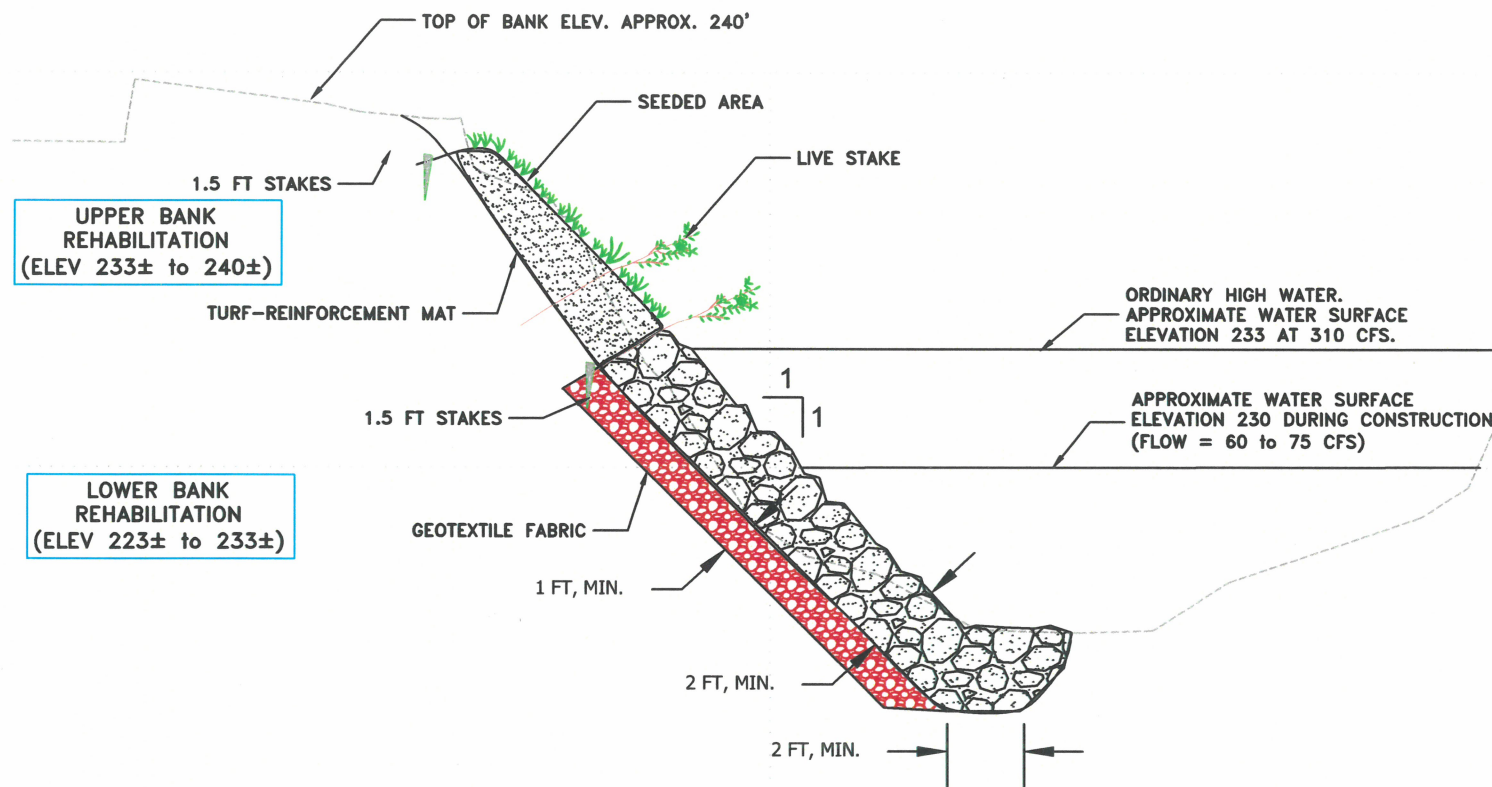 TOP OF BANK ELEV. APPROX. 240'
SEEDED AREA
LIVE STAKE
1.5 FT STAKES
UPPER BANK
REHABILITATION
(ELEV 233± to 240±)
TURF-REINFORCEMENT MAT
ORDINARY HIGH WATER.
APPROXIMATE WATER SURFACE
ELEVATION 233 AT 310 CFS.
1
1
1.5 FT STAKES
APPROXIMATE WATER SURFACE
ELEVATION 230 DURING CONSTRUCTION
(FLOW = 60 to 75 CFS)
LOWER BANK
REHABILITATION
(ELEV 223± to 233±)
GEOTEXTILE FABRIC
1 FT, MIN.
2 FT, MIN.
2 FT, MIN.